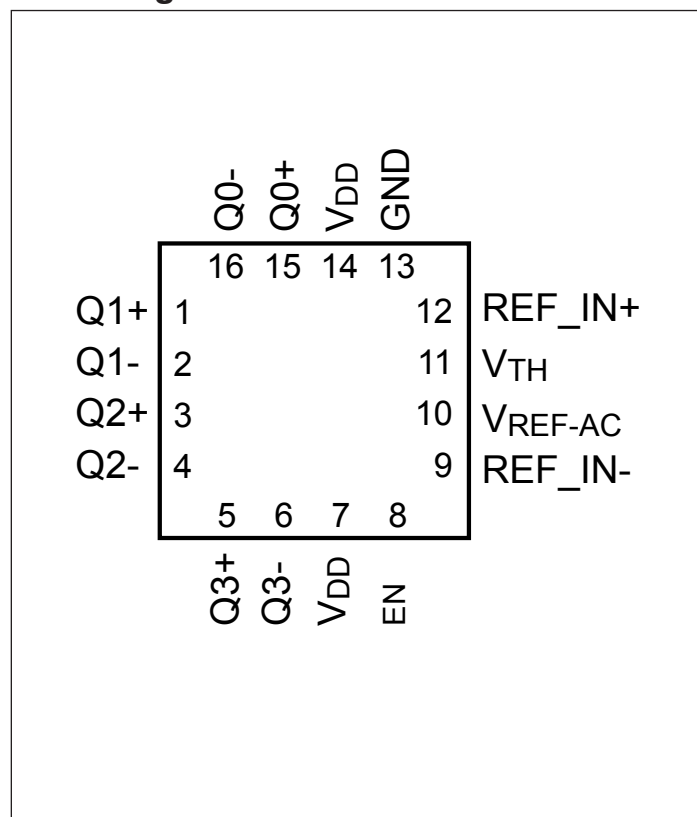 Q0- Q0+ VDD GND
16 15 14 13
Q1+ 1 12 REF_IN+
Q1- 2 11 VTH
Q2+ 3 10 VREF-AC
Q2- 4 9 REF_IN-
5 6 7 8
Q3+ Q3- VDD EN